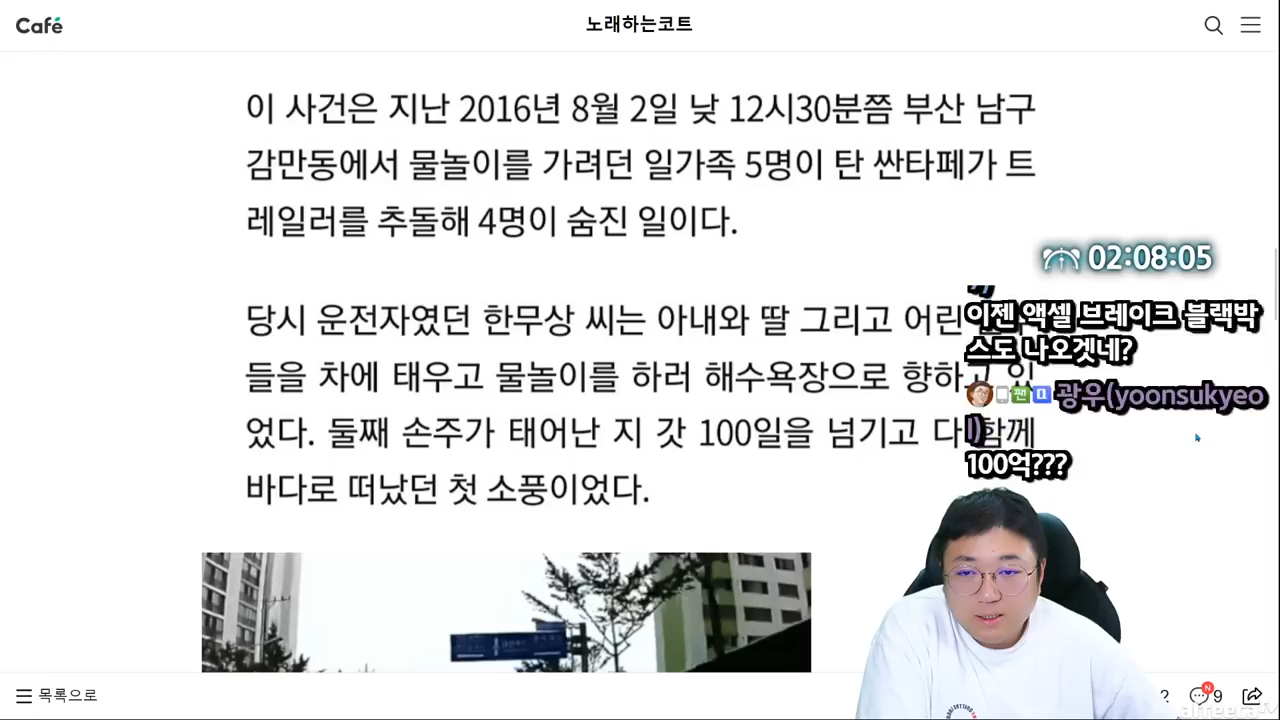 Café
노래하는코트
이 사건은 지난 2016년 8월 2일 낮 12시30분쯤 부산 남구
감만동에서 물놀이를 가려던 일가족 5명이 탄 싼타페가 트
레일러를 추돌해 4명이 숨진 일이다.
02:08:05
당시 운전자였던 한무상 씨는 아내와 딸 그리고 어린
들을 차에 태우고 물놀이를 하러 해수욕장으로 향하고
었다. 둘째 손주가 태어난 지 갓 100일을 넘기고 다 함께
바다로 떠났던 첫 소풍이었다.
이젠 액셀 브레이크 블랙박
스도 나오겟네?
팬 광우(yoonsukyeo
l)
100억???
목록으로
N
9